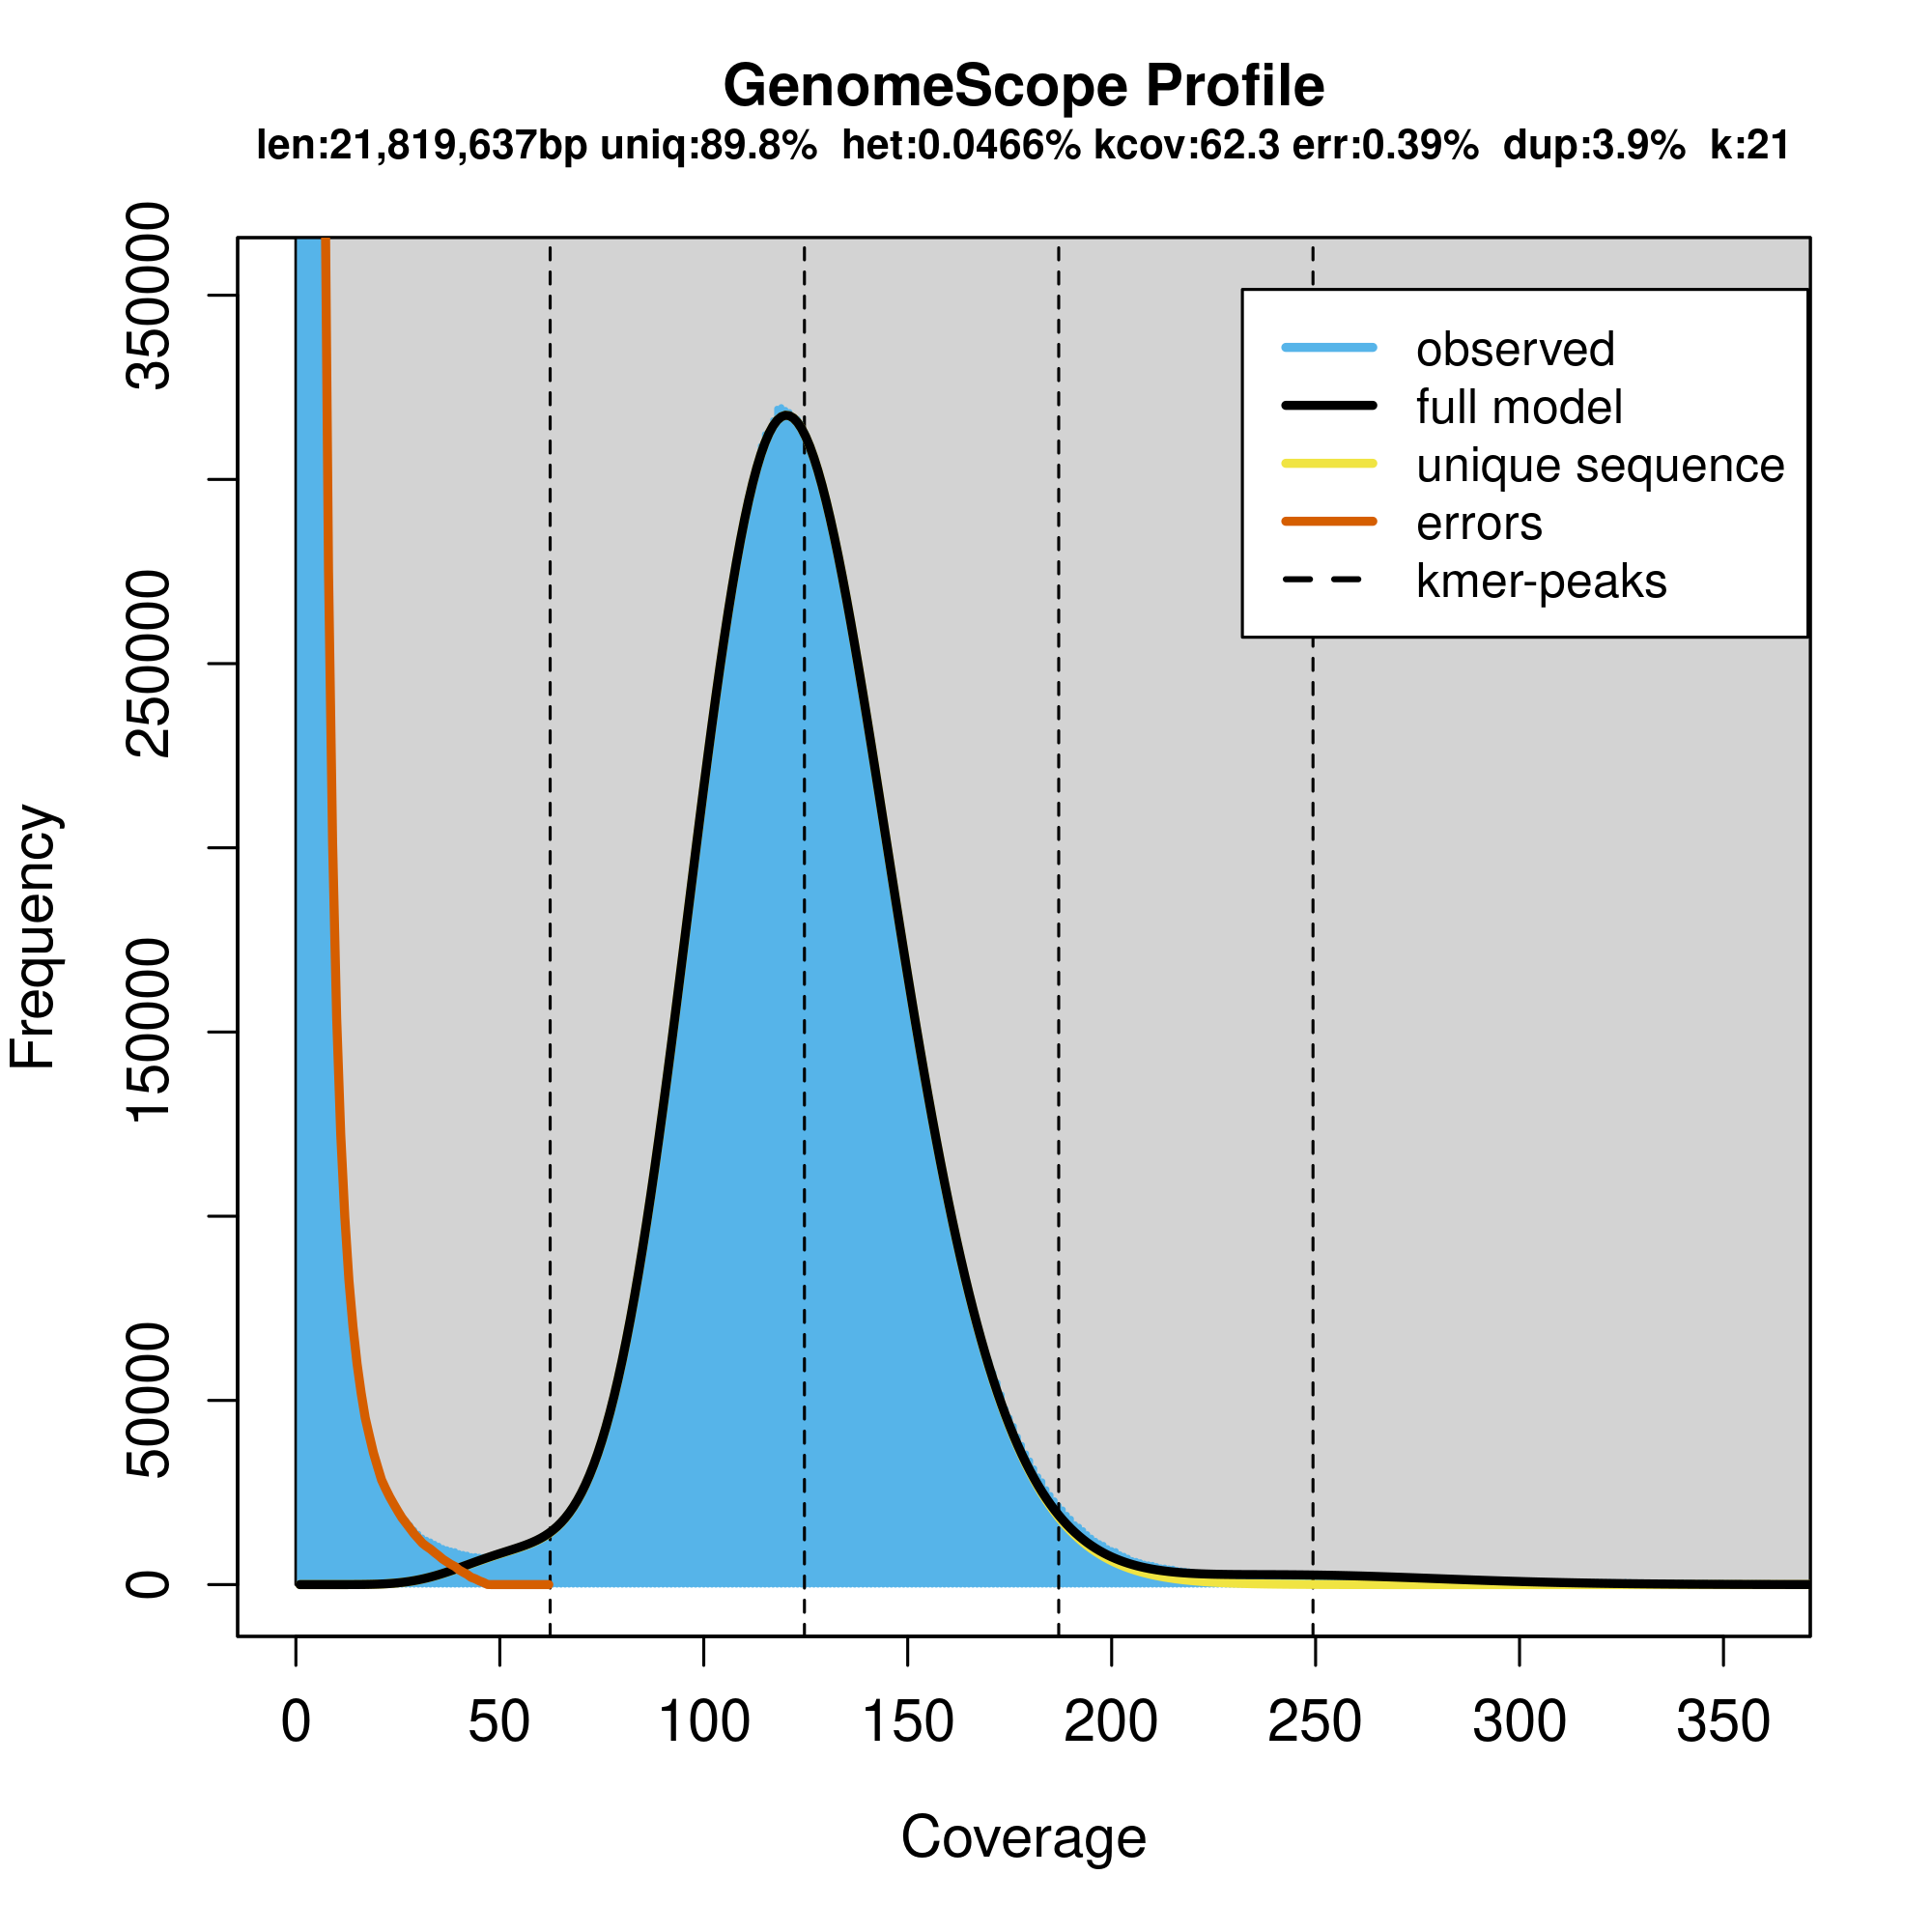 GenomeScope Profile
len:21,819,637bp uniq:89.8% het:0.0466% kcov:62.3 err:0.39% dup:3.9% k:21
observed
full model
unique sequence
errors
kmer-peaks
Frequency
350000
250000
150000
50000
0
0 50 100 150 200 250 300 350
Coverage